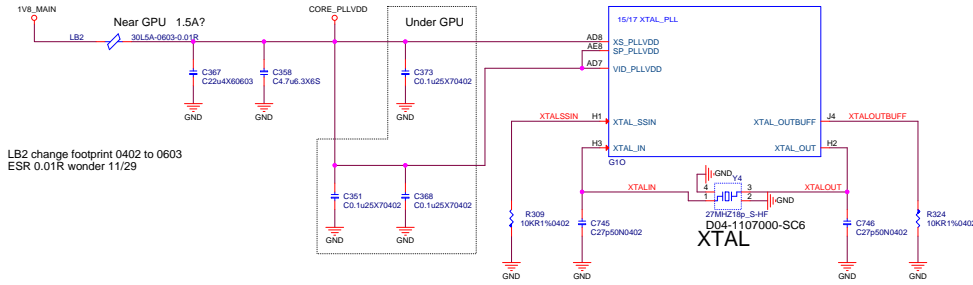 1V8_MAIN
CORE_PLLVDD
Near GPU 1.5A?
Under GPU
LB2
30L5A-0603-0.01R
C367
C22u4X60603
C358
C4.7u6.3X6S
C373
C0.1u25X70402
GND
GND
GND
LB2 change footprint 0402 to 0603
ESR 0.01R wonder 11/29
C351
C0.1u25X70402
C368
C0.1u25X70402
GND
GND
15/17 XTAL_PLL
AD8
XS_PLLVDD
AE8
SP_PLLVDD
AD7
VID_PLLVDD
XTALSSIN
H1
XTAL_SSIN
XTAL_OUTBUFF
J4
XTALOUTBUFF
H3
XTAL_IN
XTAL_OUT
H2
G1O
GND
Y4
XTALIN
4
1
3
2
XTALOUT
GND
27MHZ18p_S-HF
D04-1107000-SC6
XTAL
R309
10KR1%0402
C745
C27p50N0402
C746
C27p50N0402
R324
10KR1%0402
GND
GND
GND
GND